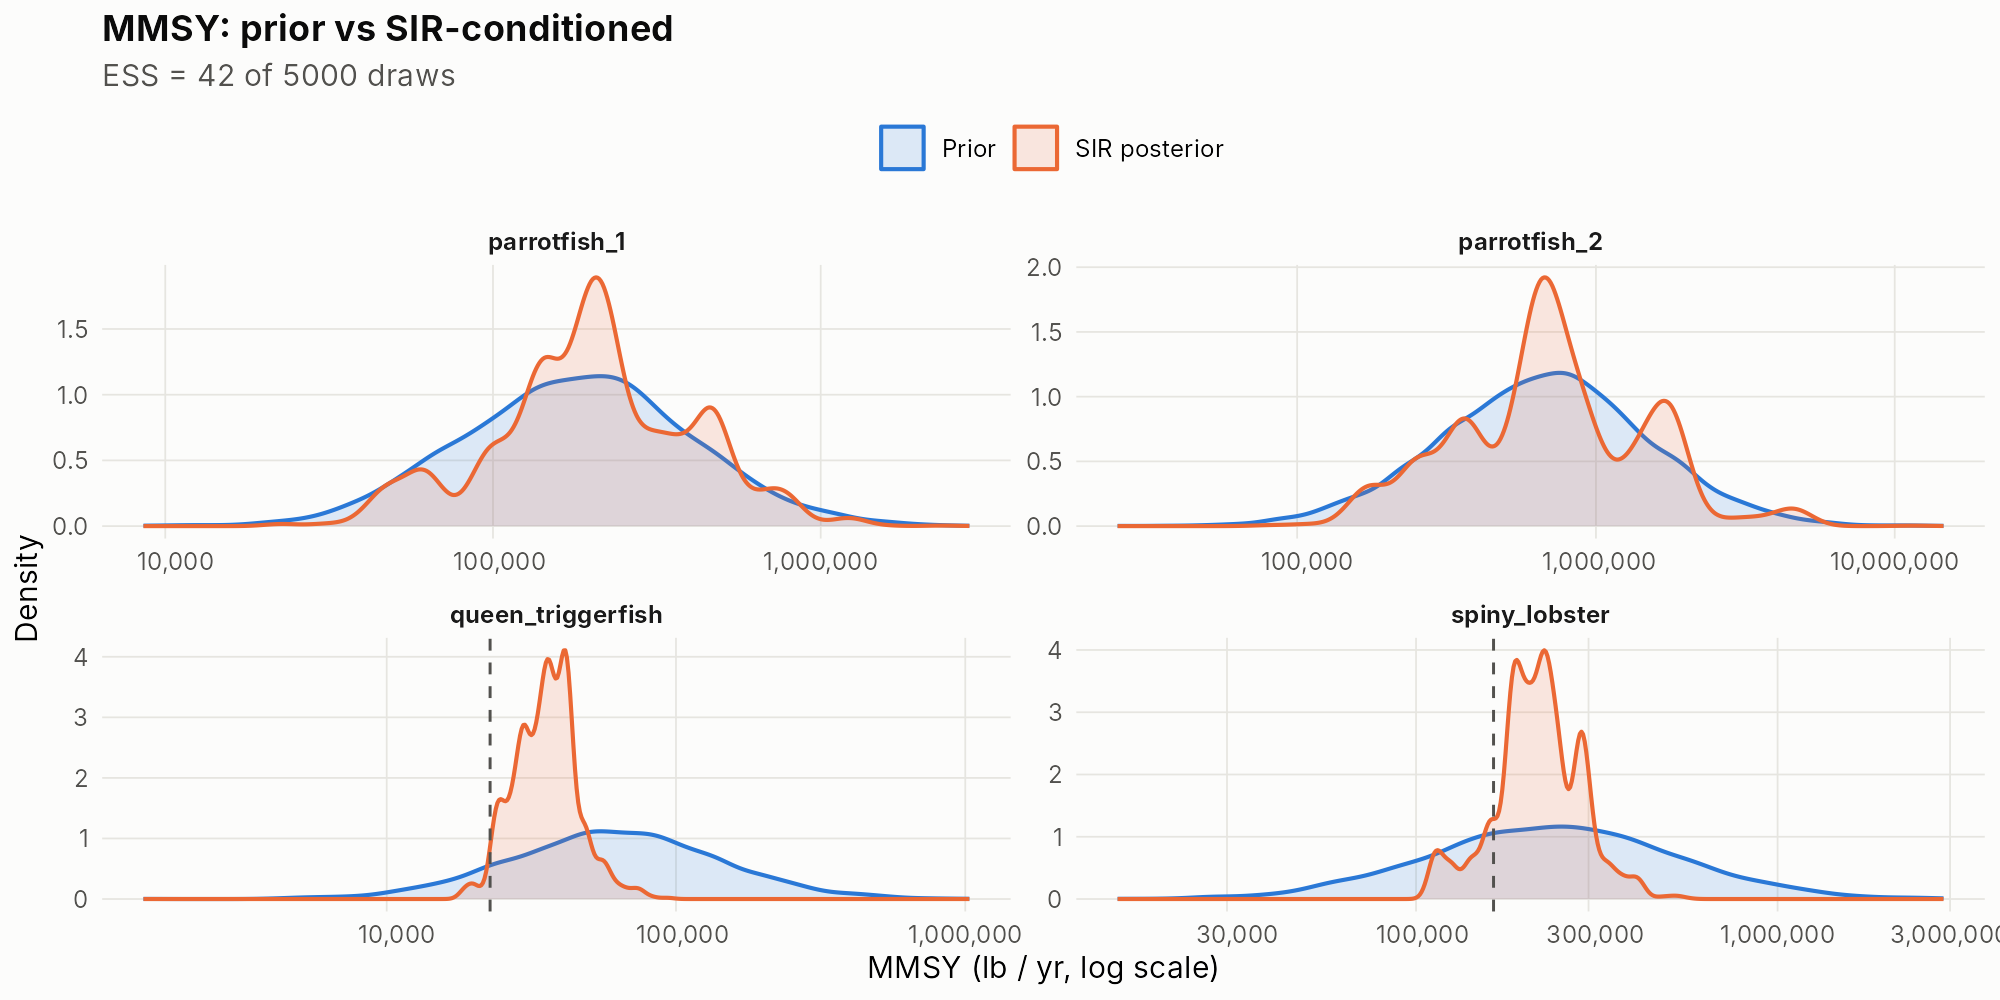 MMSY: prior vs SIR-conditioned
ESS = 42 of 5000 draws
Prior SIR posterior
parrotfish_1 parrotfish_2
2.0
1.5 1.5
1.0 1.0
0.5 0.5
0.0 0.0
10,000 100,000 1,000,000 100,000 1,000,000 10,000,000
Density
queen_triggerfish spiny_lobster
4 4
3 3
2 2
1 1
0 0
10,000 100,000 1,000,000 30,000 100,000 300,000 1,000,000 3,000,000
MMSY (lb / yr, log scale)